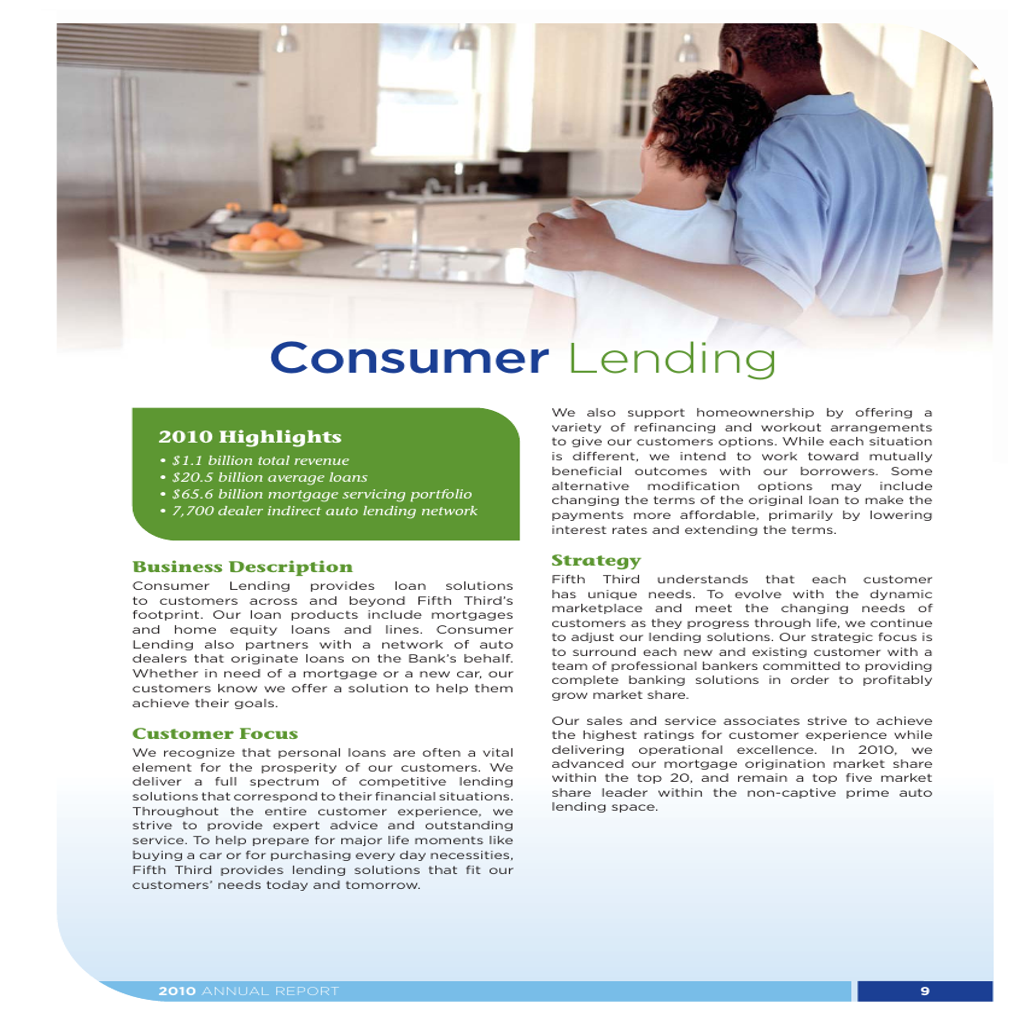 Consumer Lending
2010 Highlights
• $1.1 billion total revenue
• $20.5 billion average loans
• $65.6 billion mortgage servicing portfolio
• 7,700 dealer indirect auto lending network
Business Description
Consumer Lending provides loan solutions
to customers across and beyond Fifth Third's
footprint. Our loan products include mortgages
and home equity loans and lines. Consumer
Lending also partners with a network of auto
dealers that originate loans on the Bank's behalf.
Whether in need of a mortgage or a new car, our
customers know we offer a solution to help them
achieve their goals.
Customer Focus
We recognize that personal loans are often a vital
element for the prosperity of our customers. We
deliver a full spectrum of competitive lending
solutions that correspond to their financial situations.
Throughout the entire customer experience, we
strive to provide expert advice and outstanding
service. To help prepare for major life moments like
buying a car or for purchasing every day necessities,
Fifth Third provides lending solutions that fit our
customers' needs today and tomorrow.
We also support homeownership by offering a
variety of refinancing and workout arrangements
to give our customers options. While each situation
is different, we intend to work toward mutually
beneficial outcomes with our borrowers. Some
alternative modification options may include
changing the terms of the original loan to make the
payments more affordable, primarily by lowering
interest rates and extending the terms.
Strategy
Fifth Third understands that each customer
has unique needs. To evolve with the dynamic
marketplace and meet the changing needs of
customers as they progress through life, we continue
to adjust our lending solutions. Our strategic focus is
to surround each new and existing customer with a
team of professional bankers committed to providing
complete banking solutions in order to profitably
grow market share.
Our sales and service associates strive to achieve
the highest ratings for customer experience while
delivering operational excellence. In 2010, we
advanced our mortgage origination market share
within the top 20, and remain a top five market
share leader within the non-captive prime auto
lending space.
2010 ANNUAL REPORT
9